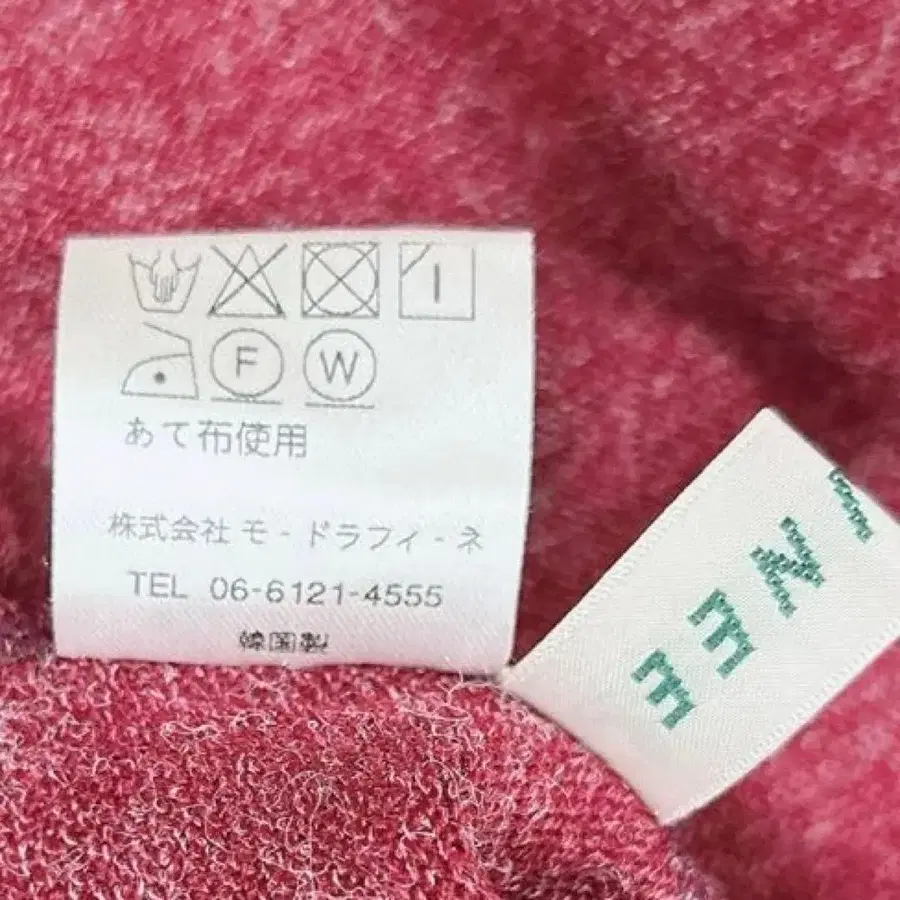 F W
あて布使用
株式会社 モ - ドラフィ - ネ
TEL 06-6121-4555
韓国製